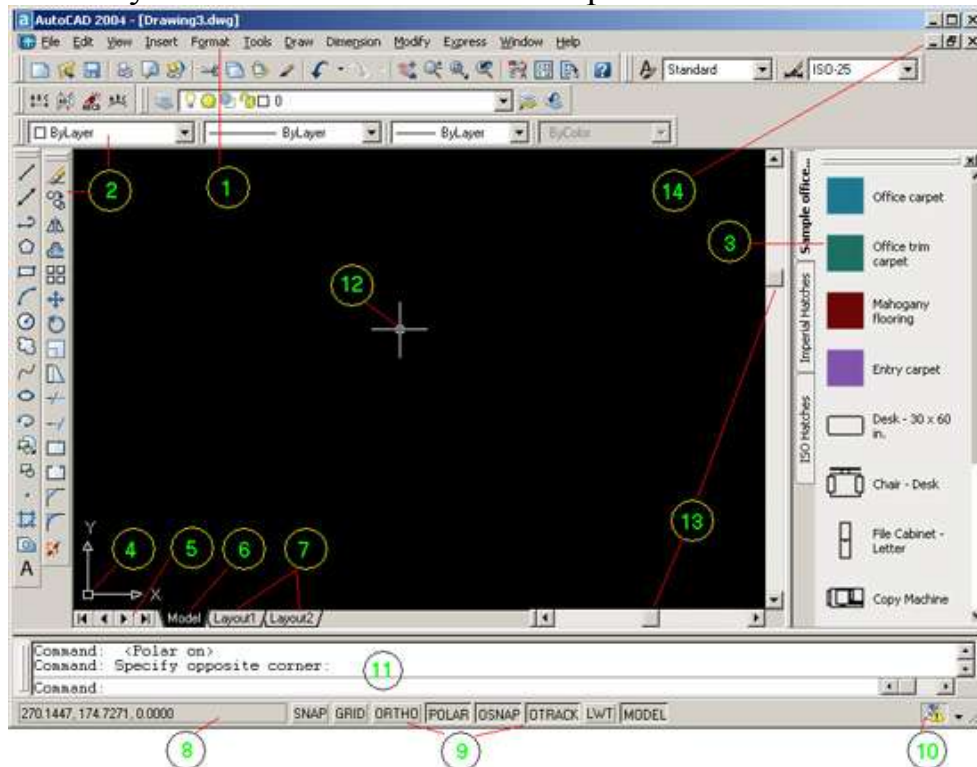 AutoCAD 2004 - [Drawing3.dwg]
File Edit View Insert Format Tools Draw Dimension Modify Express Window Help
Standard ISO-25
0
ByLayer ByLayer ByLayer ByColor
2 1 14
Sample office...
Office carpet
3
Office trim
carpet
12
Imperial Hatches
Mahogany
flooring
Entry carpet
ISO Hatches
Desk - 30 x 60
in.
Chair - Desk
13
Y
4 5 6 7
File Cabinet -
Letter
A
X
Copy Machine
Model Layout1 Layout2
Command: <Polar on>
Command: Specify opposite corner:
11
Command:
270.1447, 174.7271, 0.0000 SNAP GRID ORTHO POLAR OSNAP OTRACK LWT MODEL
8 9 10